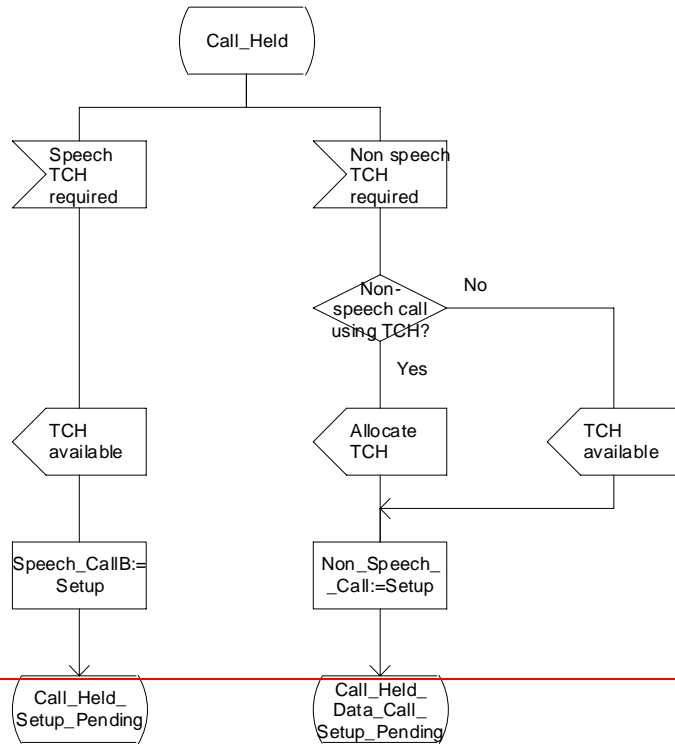 Call_Held
Speech
TCH
required
Non speech
TCH
required
Non-
speech call
using TCH?
No
Yes
TCH
available
Allocate
TCH
TCH
available
Speech_CallB:=
Setup
Non_Speech_
_Call:=Setup
Call_Held_
Setup_Pending
Call_Held_
Data_Call_
Setup_Pending